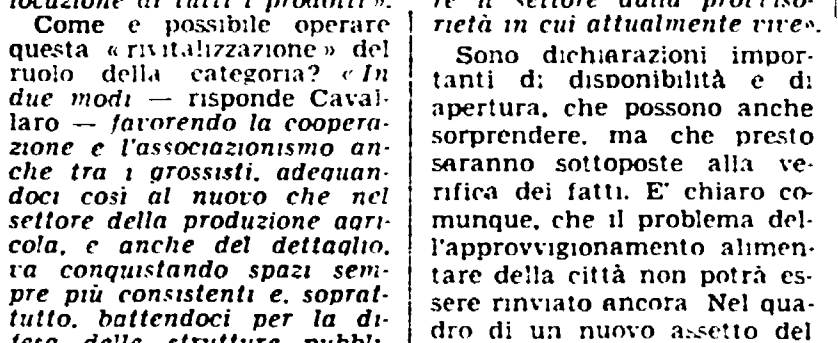 locazione di tutti i prodotti».
Come e possibile operare
questa «rivitalizzazione» del
ruolo della categoria? «In
due modi — risponde Caval-
laro — favorendo la coopera-
zione e l'associazionismo an-
che tra i grossisti, adeguan-
doci così al nuovo che nel
settore della produzione agri-
cola, e anche del dettaglio,
va conquistando spazi sem-
pre più consistenti e, soprat-
tutto, battendoci per la di-
fesa delle strutture pubbli-
re il settore dalla provviso-
rietà in cui attualmente vive».
Sono dichiarazioni impor-
tanti di disponibilità e di
apertura, che possono anche
sorprendere, ma che presto
saranno sottoposte alla ve-
rifica dei fatti. E' chiaro co-
munque, che il problema del-
l'approvvigionamento alimen-
tare della città non potrà es-
sere rinviato ancora Nel qua-
dro di un nuovo assetto del